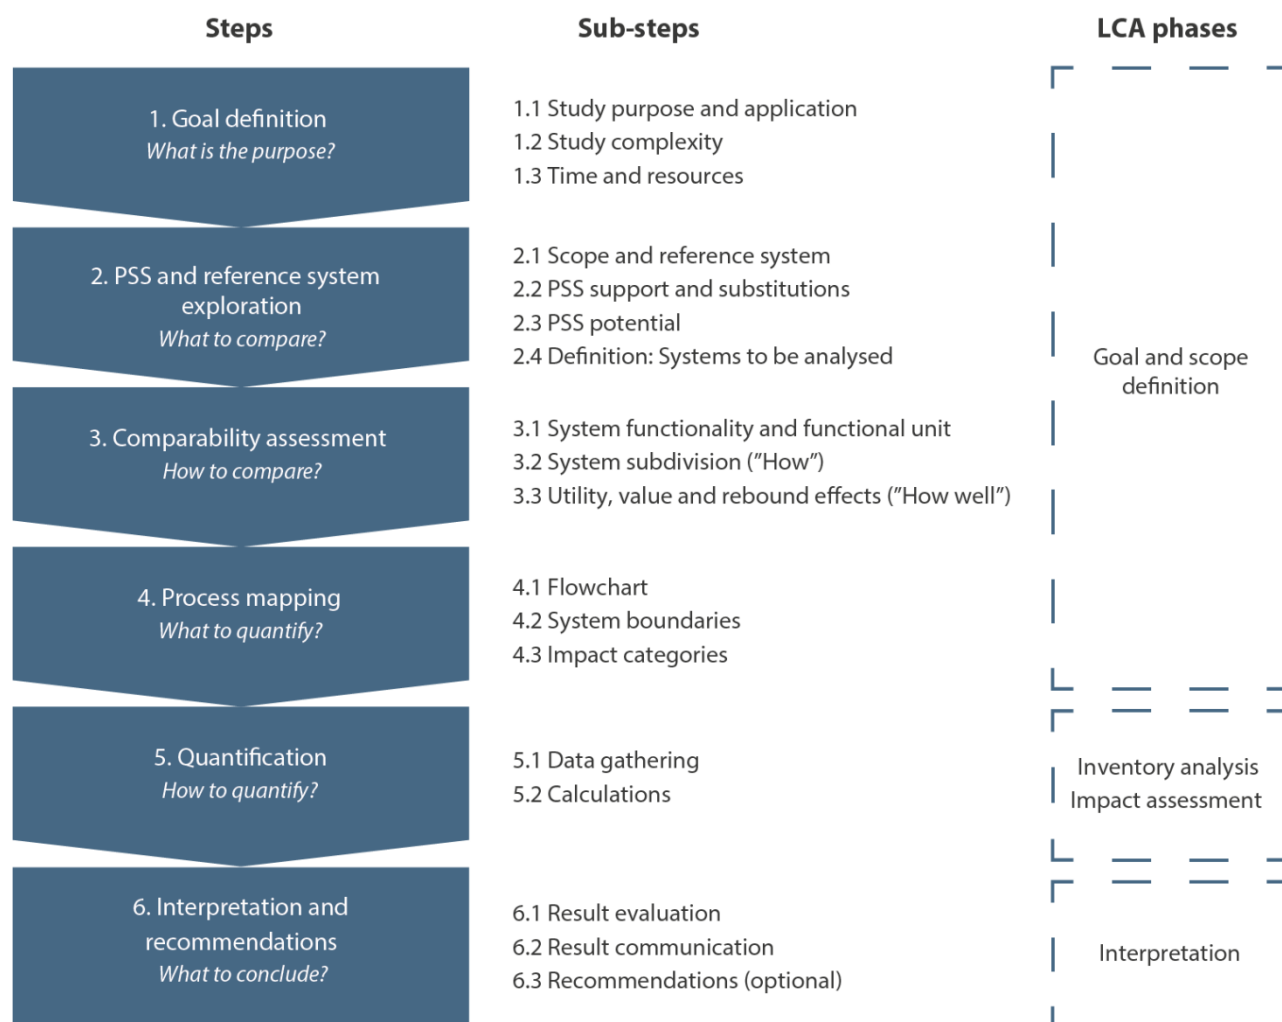 Steps
Sub-steps
LCA phases
1. Goal definition
What is the purpose?
1.1 Study purpose and application
1.2 Study complexity
1.3 Time and resources
2. PSS and reference system
exploration
What to compare?
2.1 Scope and reference system
2.2 PSS support and substitutions
2.3 PSS potential
2.4 Definition: Systems to be analysed
3. Comparability assessment
How to compare?
3.1 System functionality and functional unit
3.2 System subdivision (”How”)
3.3 Utility, value and rebound effects (”How well”)
4. Process mapping
What to quantify?
4.1 Flowchart
4.2 System boundaries
4.3 Impact categories
Goal and scope
definition
5. Quantification
How to quantify?
5.1 Data gathering
5.2 Calculations
Inventory analysis
Impact assessment
6. Interpretation and
recommendations
What to conclude?
6.1 Result evaluation
6.2 Result communication
6.3 Recommendations (optional)
Interpretation